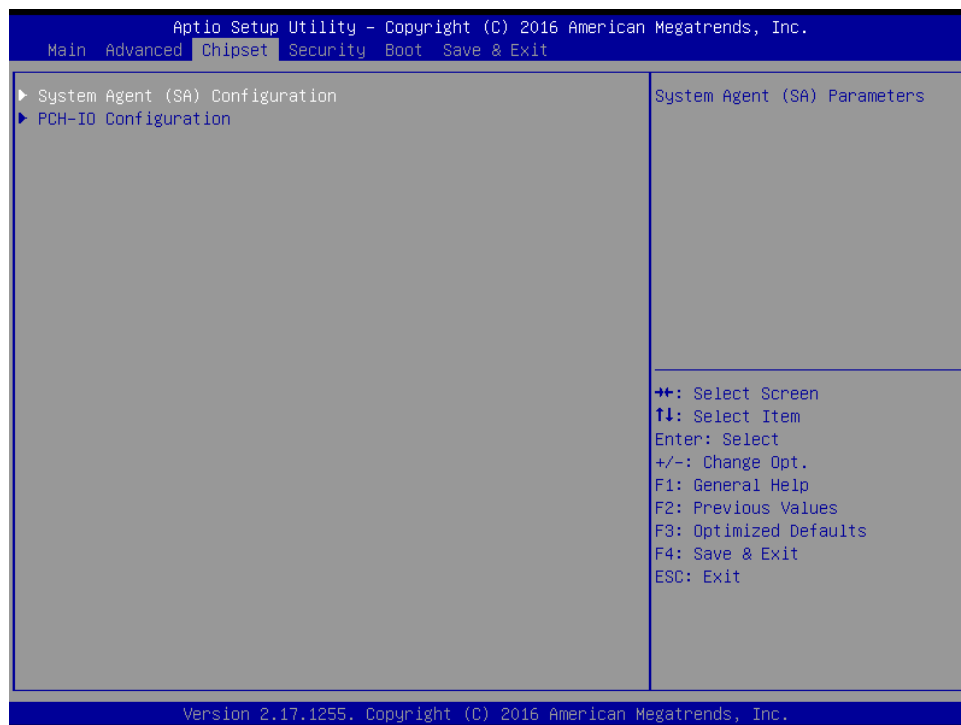 Aptio Setup Utility – Copyright (C) 2016 American Megatrends, Inc.
Main Advanced Chipset Security Boot Save & Exit
▶ System Agent (SA) Configuration
▶ PCH-IO Configuration
System Agent (SA) Parameters
→←: Select Screen
↑↓: Select Item
Enter: Select
+/-: Change Opt.
F1: General Help
F2: Previous Values
F3: Optimized Defaults
F4: Save & Exit
ESC: Exit
Version 2.17.1255. Copyright (C) 2016 American Megatrends, Inc.